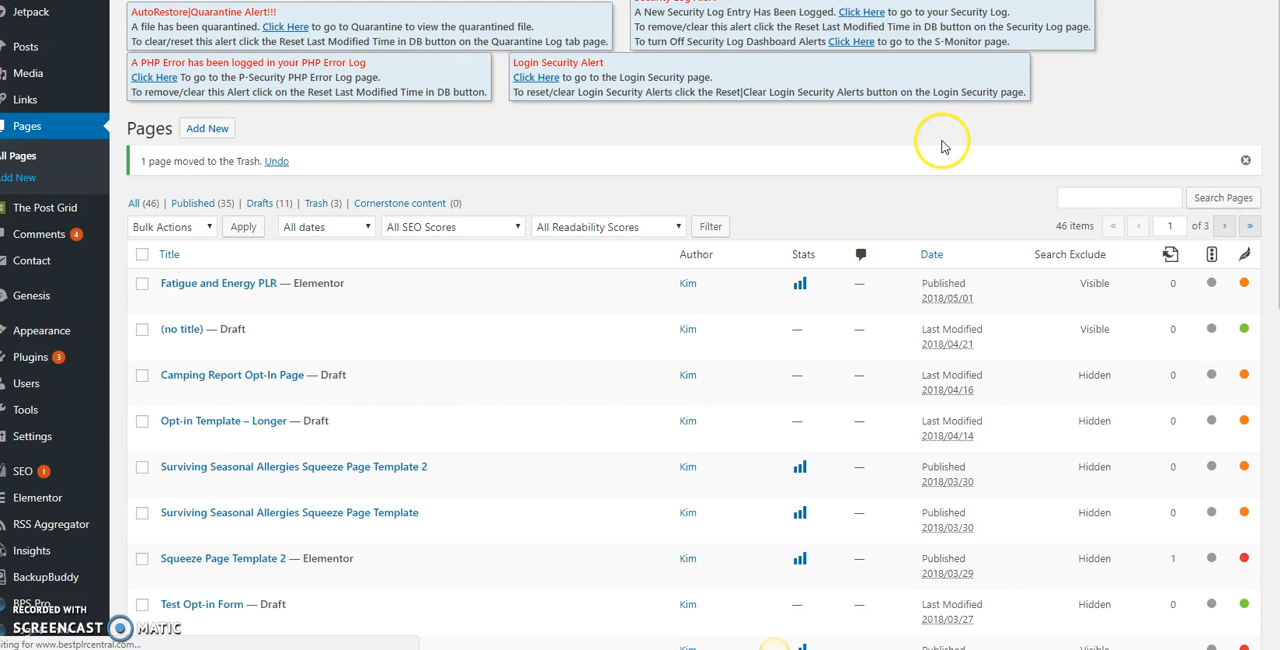 Jetpack
Posts
Media
Links
Pages
All Pages
Add New
The Post Grid
Comments 4
Contact
Genesis
Appearance
Plugins 3
Users
Tools
Settings
SEO 1
Elementor
RSS Aggregator
Insights
BackupBuddy
BPS Pro
RECORDED WITH
SCREENCAST MATIC
iting for www.bestplrcentral.com...
AutoRestore|Quarantine Alert!!!
A file has been quarantined. Click Here to go to Quarantine to view the quarantined file.
To clear/reset this alert click the Reset Last Modified Time in DB button on the Quarantine Log tab page.
A New Security Log Entry Has Been Logged. Click Here to go to your Security Log.
To remove/clear this alert click the Reset Last Modified Time in DB button on the Security Log page.
To turn Off Security Log Dashboard Alerts Click Here to go to the S-Monitor page.
A PHP Error has been logged in your PHP Error Log
Click Here To go to the P-Security PHP Error Log page.
To remove/clear this Alert click on the Reset Last Modified Time in DB button.
Login Security Alert
Click Here to go to the Login Security page.
To reset/clear Login Security Alerts click the Reset|Clear Login Security Alerts button on the Login Security page.
Pages Add New
1 page moved to the Trash. Undo
All (46) | Published (35) | Drafts (11) | Trash (3) | Cornerstone content (0)
Search Pages
Bulk Actions Apply All dates All SEO Scores All Readability Scores Filter
46 items « ‹ 1 of 3 › »
Title Author Stats Date Search Exclude
Fatigue and Energy PLR — Elementor Kim — Published Visible 0
2018/05/01
(no title) — Draft Kim — — Last Modified Visible 0
2018/04/21
Camping Report Opt-In Page — Draft Kim — — Last Modified Hidden 0
2018/04/16
Opt-in Template – Longer — Draft Kim — — Last Modified Hidden 0
2018/04/14
Surviving Seasonal Allergies Squeeze Page Template 2 Kim — Published Hidden 0
2018/03/30
Surviving Seasonal Allergies Squeeze Page Template Kim — Published Hidden 0
2018/03/30
Squeeze Page Template 2 — Elementor Kim — Published Hidden 1
2018/03/29
Test Opt-in Form — Draft Kim — — Last Modified Hidden 0
2018/03/27